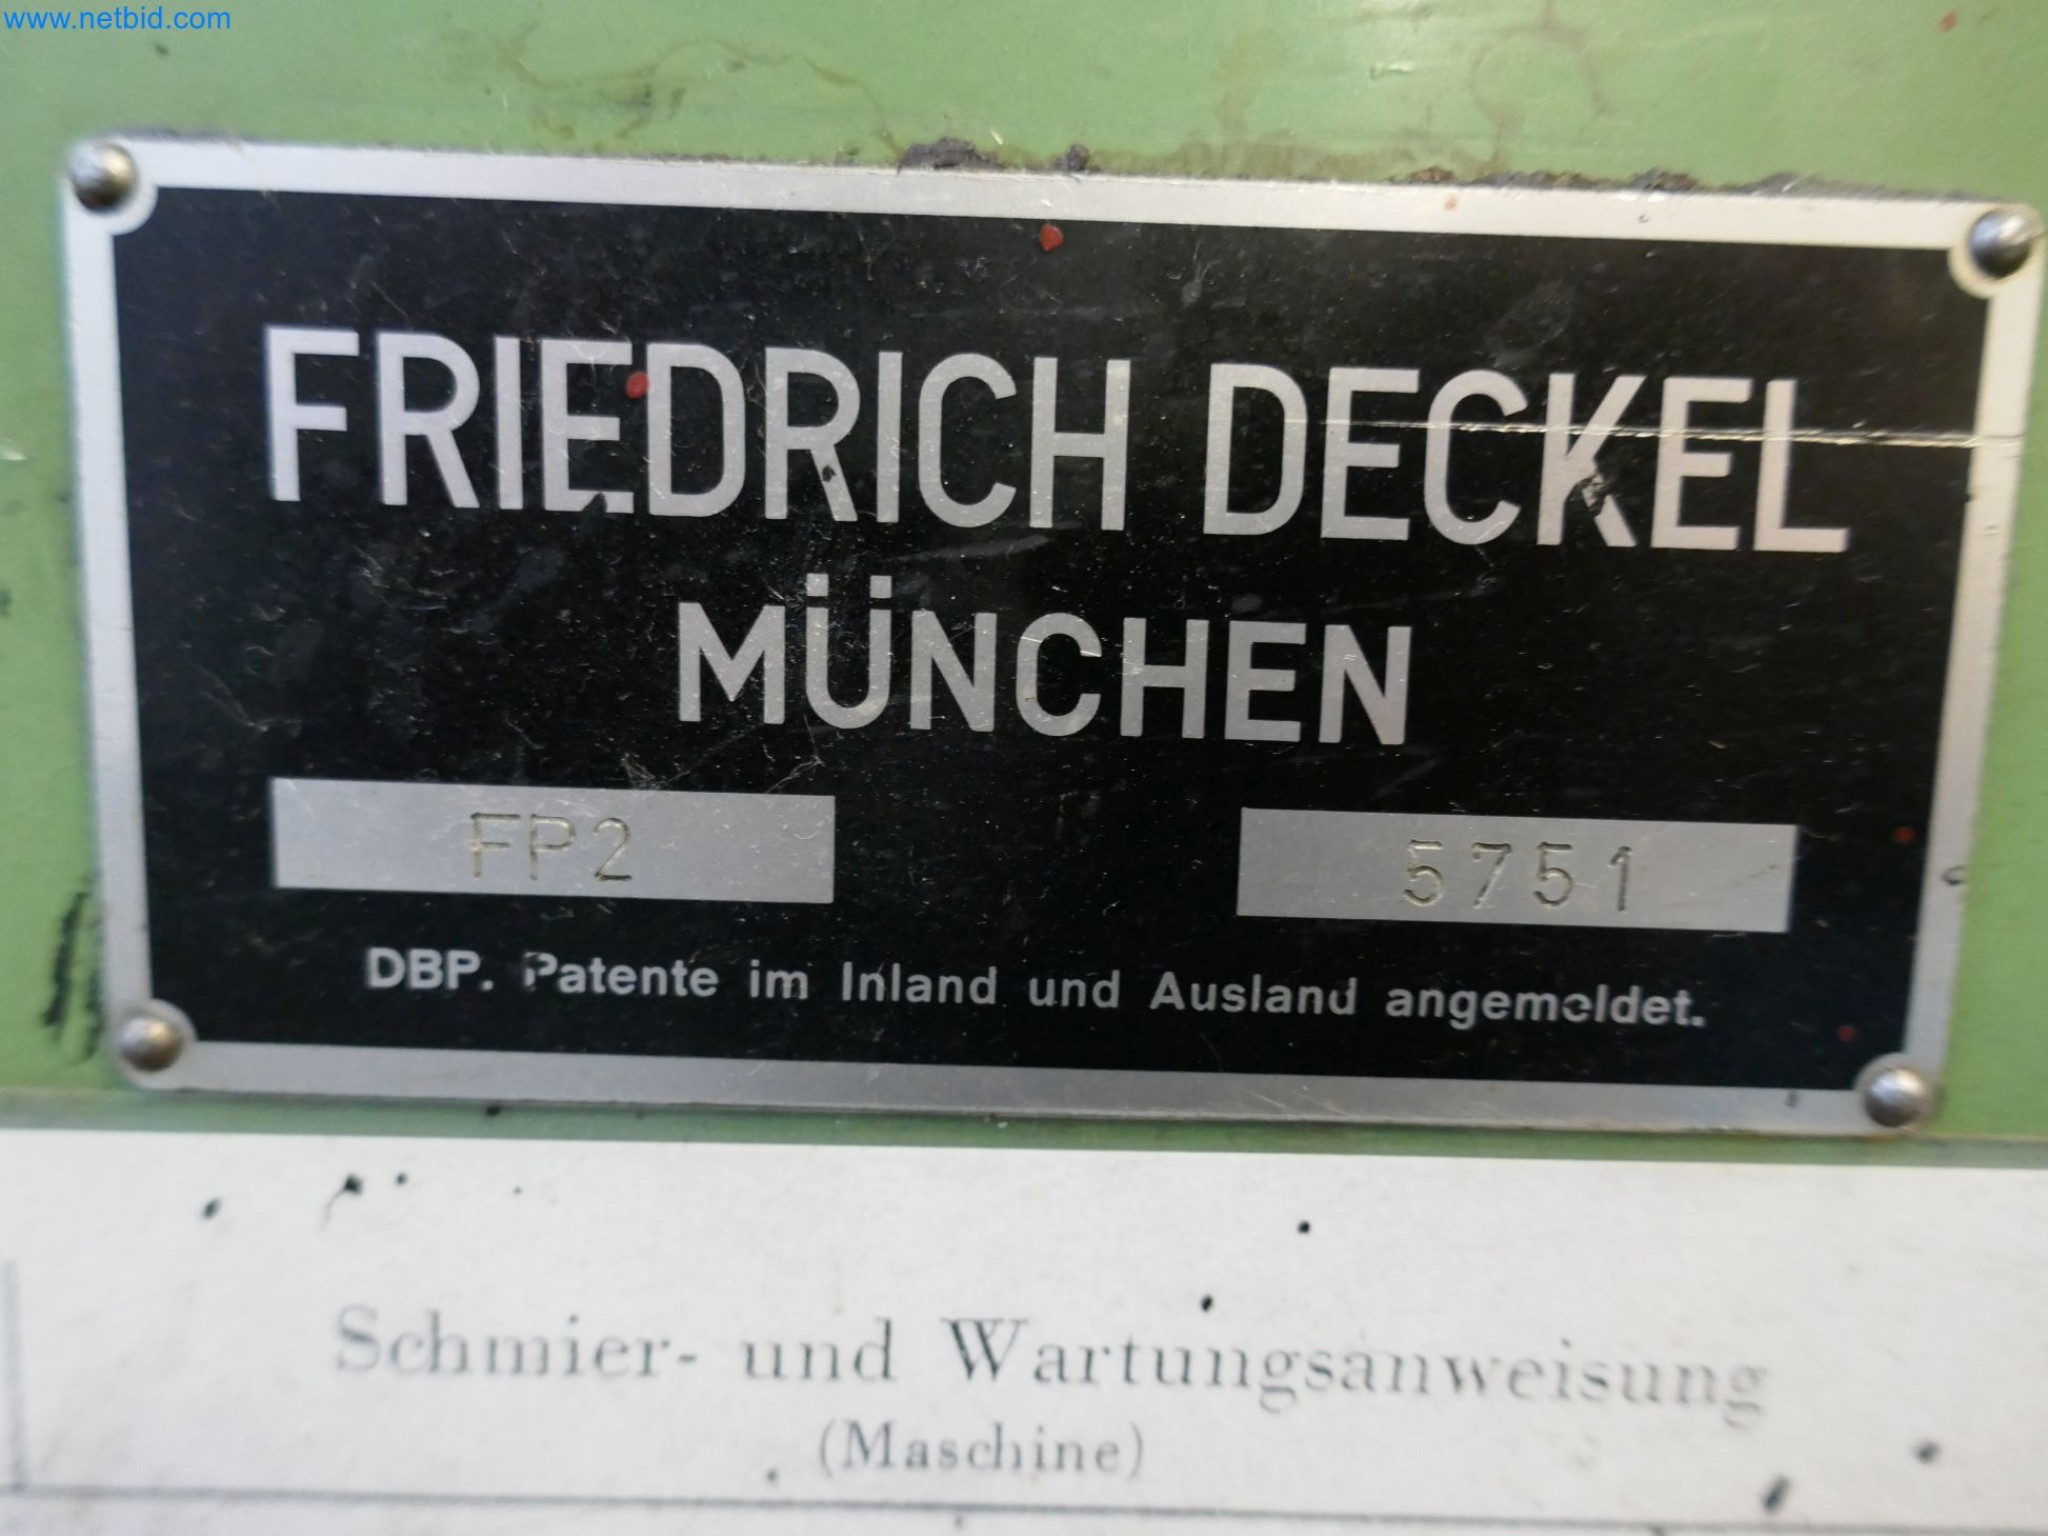 www.netbid.com
FRIEDRICH DECKEL
MÜNCHEN
FP2 5751
DBP. Patente im Inland und Ausland angemeldet.
Schmier- und Wartungsanweisung
(Maschine)